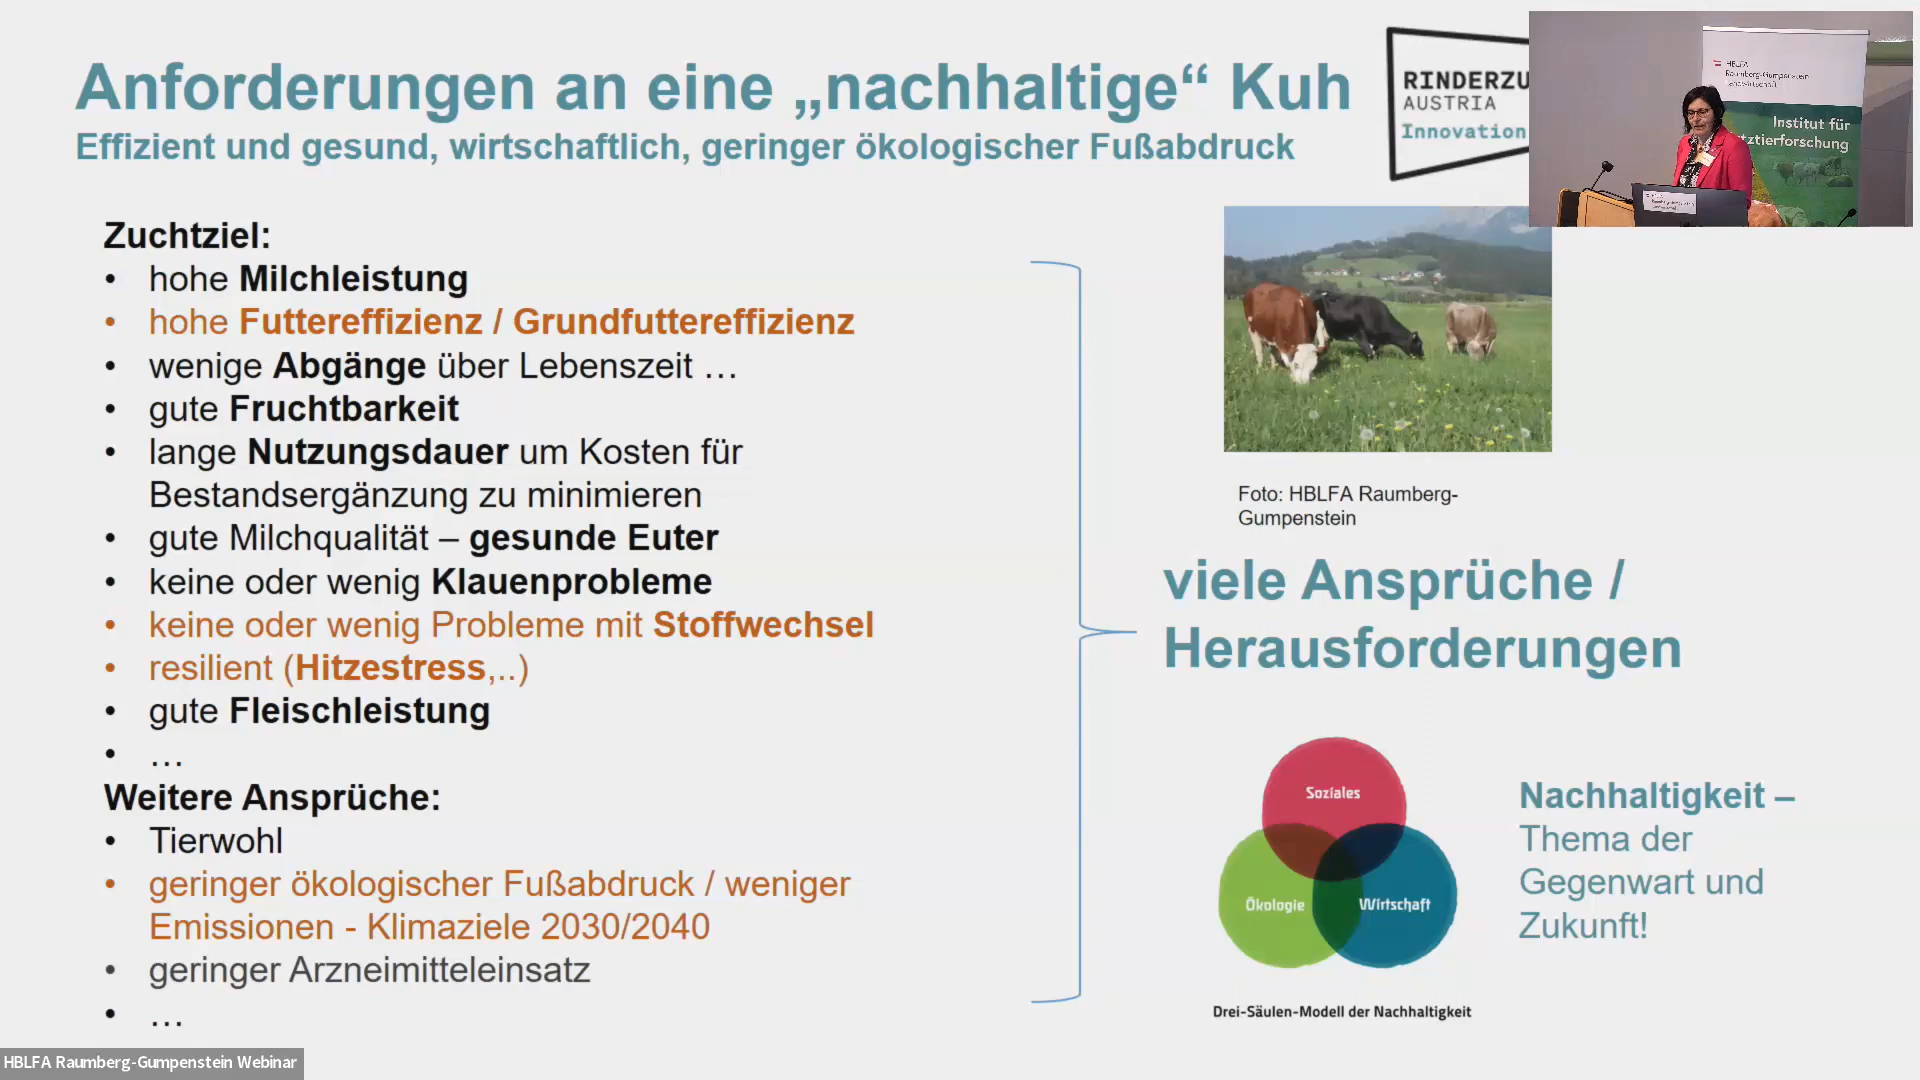 Anforderungen an eine „nachhaltige“ Kuh
Effizient und gesund, wirtschaftlich, geringer ökologischer Fußabdruck
RINDERZU
AUSTRIA
Innovation
HBLFA
Raumberg-Gumpenstein
Landwirtschaft
Institut für
tztierforschung
Zuchtziel:
• hohe Milchleistung
• hohe Futtereffizienz / Grundfuttereffizienz
• wenige Abgänge über Lebenszeit …
• gute Fruchtbarkeit
• lange Nutzungsdauer um Kosten für
Bestandsergänzung zu minimieren
• gute Milchqualität – gesunde Euter
• keine oder wenig Klauenprobleme
• keine oder wenig Probleme mit Stoffwechsel
• resilient (Hitzestress,..)
• gute Fleischleistung
• …
Weitere Ansprüche:
• Tierwohl
• geringer ökologischer Fußabdruck / weniger
Emissionen - Klimaziele 2030/2040
• geringer Arzneimitteleinsatz
• …
Foto: HBLFA Raumberg-
Gumpenstein
viele Ansprüche /
Herausforderungen
Soziales
Ökologie
Wirtschaft
Drei-Säulen-Modell der Nachhaltigkeit
Nachhaltigkeit –
Thema der
Gegenwart und
Zukunft!
HBLFA Raumberg-Gumpenstein Webinar